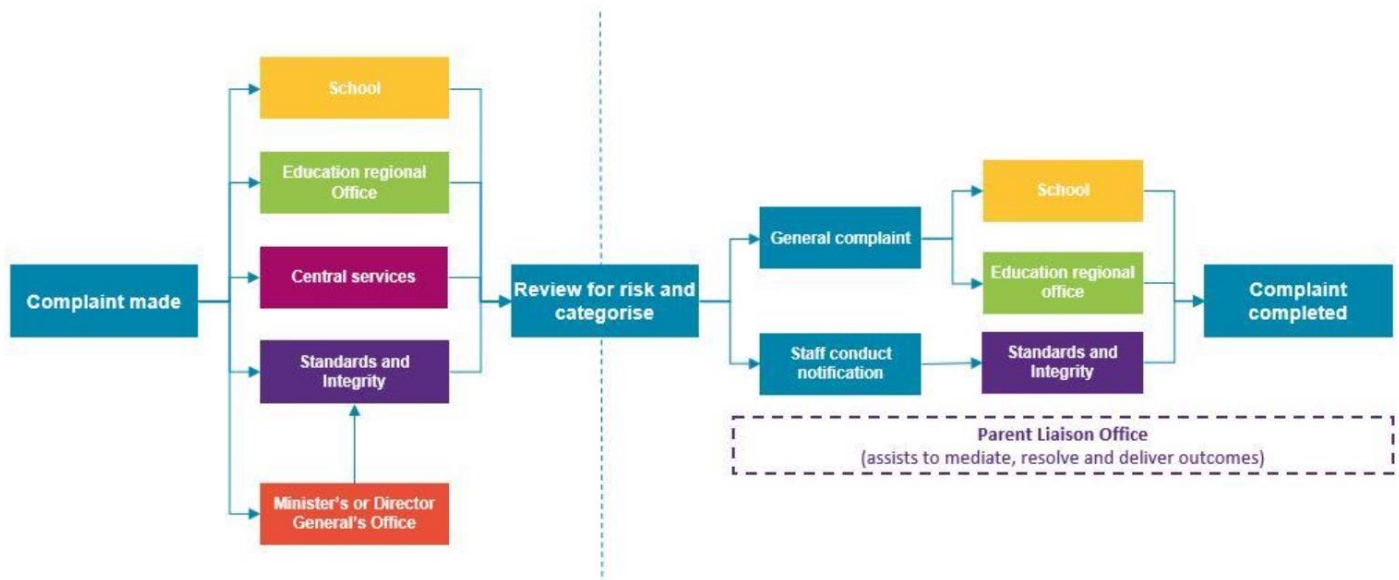 Complaint made
School
Education regional
Office
Central services
Standards and
Integrity
Minister's or Director
General's Office
Review for risk and
categorise
General complaint
Staff conduct
notification
School
Education regional
office
Standards and
Integrity
Complaint
completed
Parent Liaison Office
(assists to mediate, resolve and deliver outcomes)